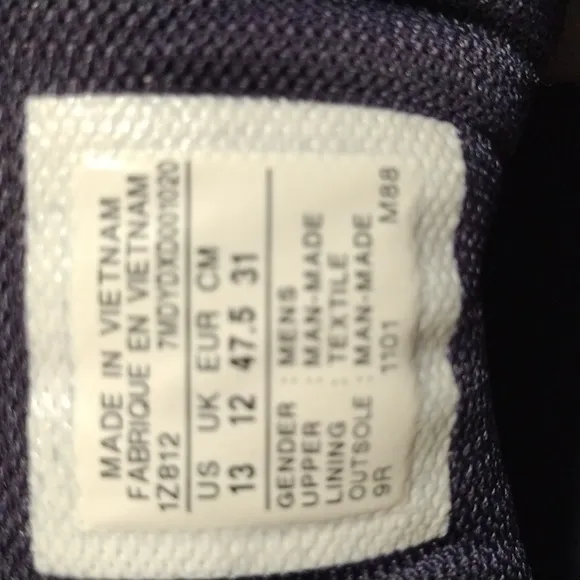 MADE IN VIETNAM
FABRIQUE EN VIETNAM
1Z812 7MDYDXD001020
US UK EUR CM
13 12 47.5 31
GENDER : MENS
UPPER : MAN-MADE
LINING : TEXTILE
OUTSOLE : MAN-MADE
9R 1101 M88